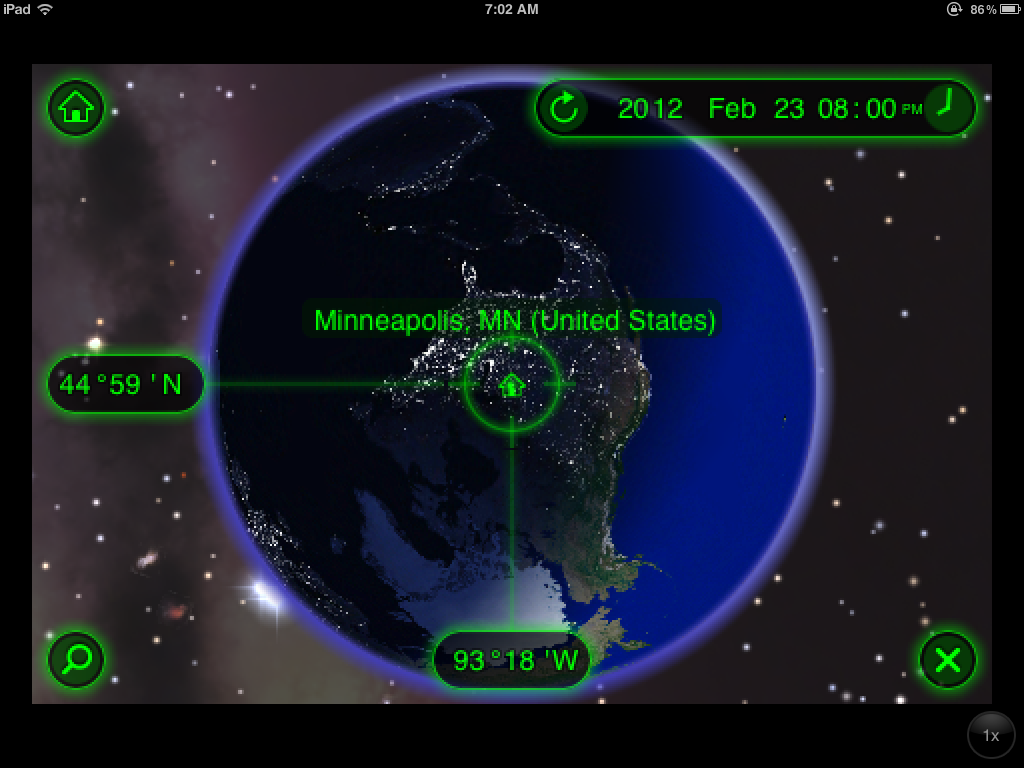 iPad 7:02 AM 86%
2012 Feb 23 08:00 PM
Minneapolis, MN (United States)
44°59'N
93°18'W
1x